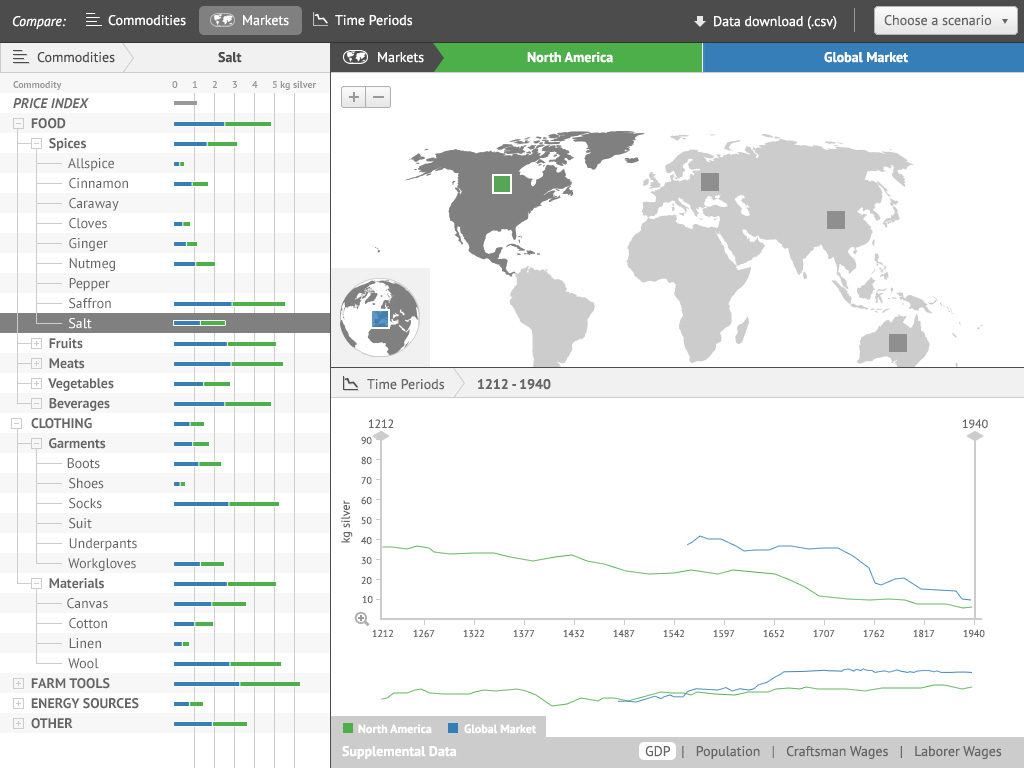 Compare: Commodities Markets Time Periods Data download (.csv) Choose a scenario
Commodities Salt
Markets North America Global Market
Commodity 0 1 2 3 4 5 kg silver
PRICE INDEX
FOOD
Spices
Allspice
Cinnamon
Caraway
Cloves
Ginger
Nutmeg
Pepper
Saffron
Salt
Fruits
Meats
Vegetables
Beverages
CLOTHING
Garments
Boots
Shoes
Socks
Suit
Underpants
Workgloves
Materials
Canvas
Cotton
Linen
Wool
FARM TOOLS
ENERGY SOURCES
OTHER
Time Periods 1212 - 1940
1212 1940
90
80
70
60
50
40
30
20
10
kg silver
1212 1267 1322 1377 1432 1487 1542 1597 1652 1707 1762 1817 1940
North America Global Market
Supplemental Data GDP | Population | Craftsman Wages | Laborer Wages